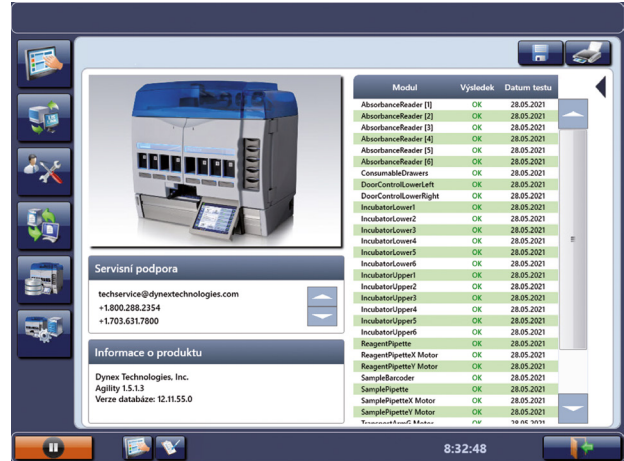 Modul Výsledek Datum testu
AbsorbanceReader [1] OK 28.05.2021
AbsorbanceReader [2] OK 28.05.2021
AbsorbanceReader [3] OK 28.05.2021
AbsorbanceReader [4] OK 28.05.2021
AbsorbanceReader [5] OK 28.05.2021
AbsorbanceReader [6] OK 28.05.2021
ConsumableDrawers OK 28.05.2021
DoorControlLowerLeft OK 28.05.2021
DoorControlLowerRight OK 28.05.2021
IncubatorLower1 OK 28.05.2021
IncubatorLower2 OK 28.05.2021
IncubatorLower3 OK 28.05.2021
IncubatorLower4 OK 28.05.2021
IncubatorLower5 OK 28.05.2021
IncubatorLower6 OK 28.05.2021
IncubatorUpper1 OK 28.05.2021
IncubatorUpper2 OK 28.05.2021
IncubatorUpper3 OK 28.05.2021
IncubatorUpper4 OK 28.05.2021
IncubatorUpper5 OK 28.05.2021
IncubatorUpper6 OK 28.05.2021
ReagentPipette OK 28.05.2021
ReagentPipetteX Motor OK 28.05.2021
ReagentPipetteY Motor OK 28.05.2021
SampleBarcoder OK 28.05.2021
SamplePipette OK 28.05.2021
SamplePipetteX Motor OK 28.05.2021
SamplePipetteY Motor OK 28.05.2021
TransportArmG Motor OK 28.05.2021
Servisní podpora
techservice@dynextechnologies.com
+1.800.288.2354
+1.703.631.7800
Informace o produktu
Dynex Technologies, Inc.
Agility 1.5.1.3
Verze databáze: 12.11.55.0
8:32:48